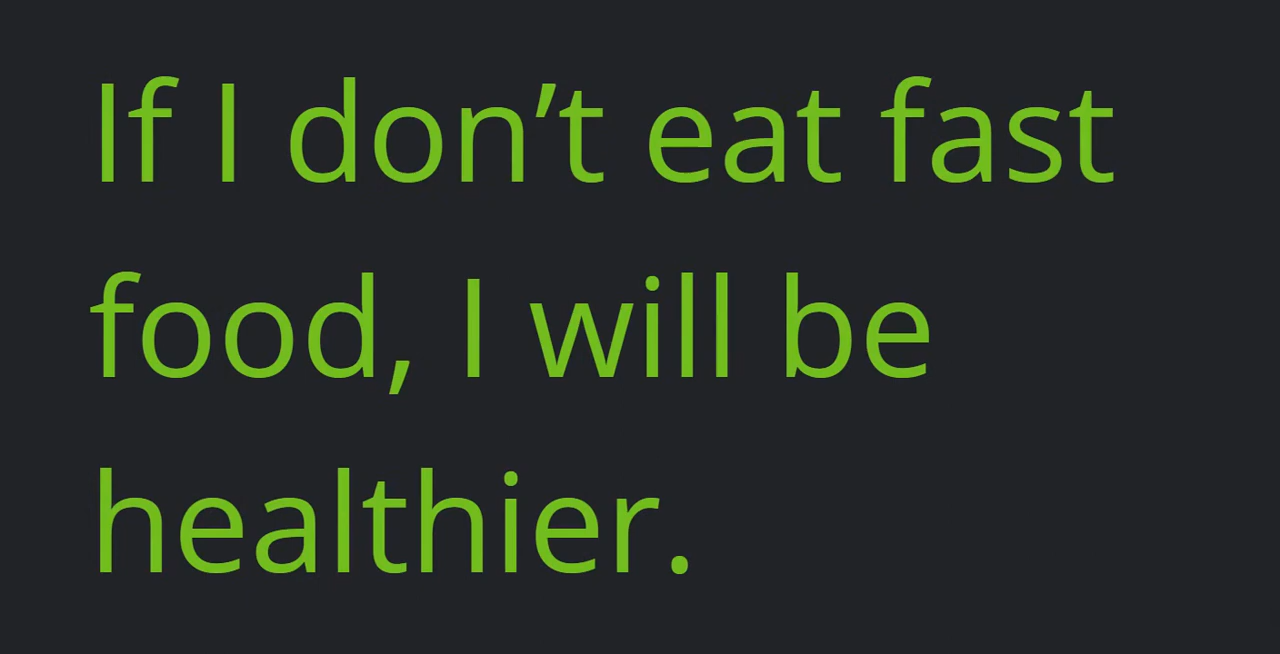 If I don’t eat fast
food, I will be
healthier.